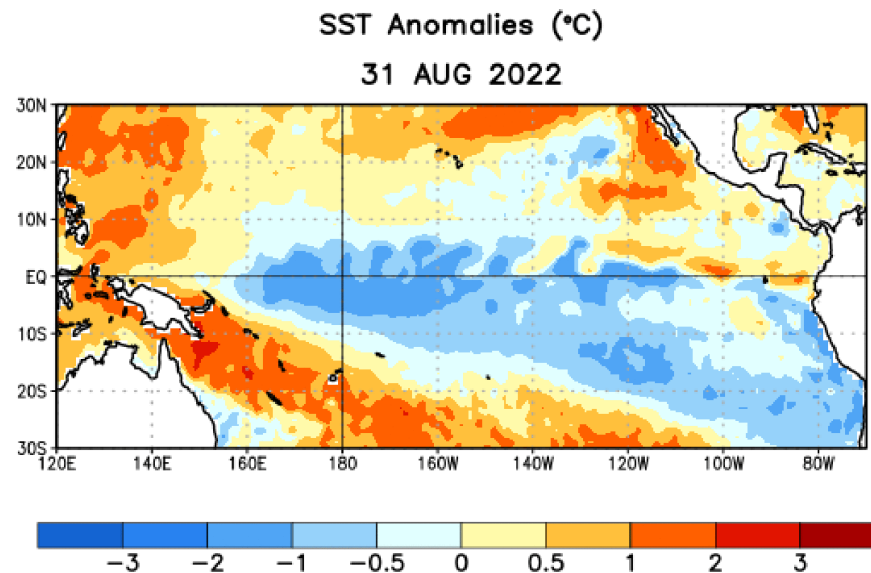 SST Anomalies (°C)
31 AUG 2022
30N
20N
10N
EQ
10S
20S
30S
120E 140E 160E 180 160W 140W 120W 100W 80W
-3 -2 -1 -0.5 0 0.5 1 2 3